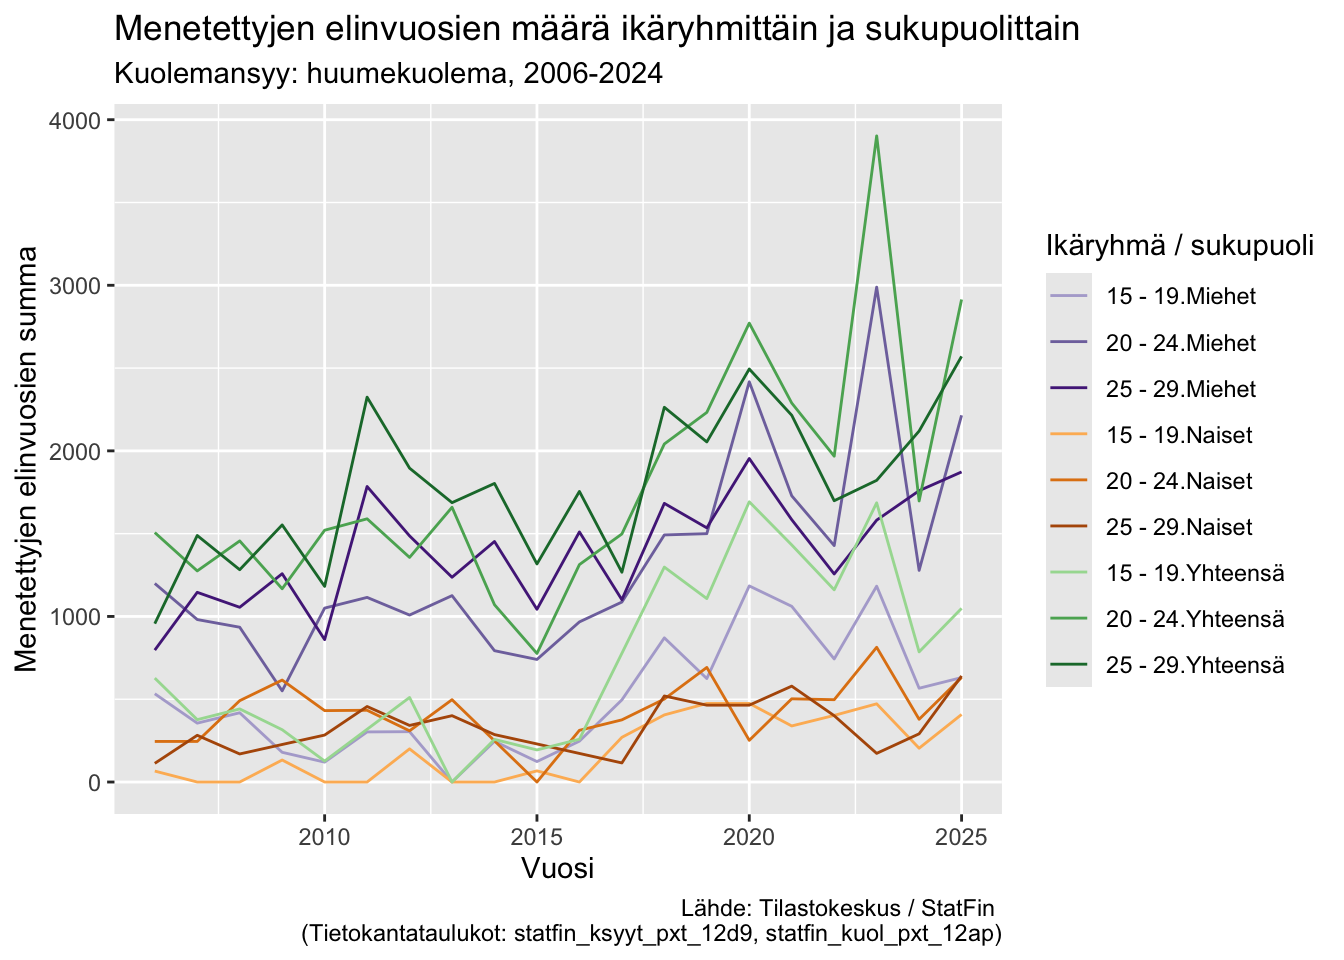 Menetettyjen elinvuosien määrä ikäryhmittäin ja sukupuolittain
Kuolemansyy: huumekuolema, 2006-2024
Menetettyjen elinvuosien summa
4000
3000
2000
1000
0
2010
2015
2020
2025
Vuosi
Ikäryhmä / sukupuoli
15 - 19.Miehet
20 - 24.Miehet
25 - 29.Miehet
15 - 19.Naiset
20 - 24.Naiset
25 - 29.Naiset
15 - 19.Yhteensä
20 - 24.Yhteensä
25 - 29.Yhteensä
Lähde: Tilastokeskus / StatFin
(Tietokantataulukot: statfin_ksyyt_pxt_12d9, statfin_kuol_pxt_12ap)